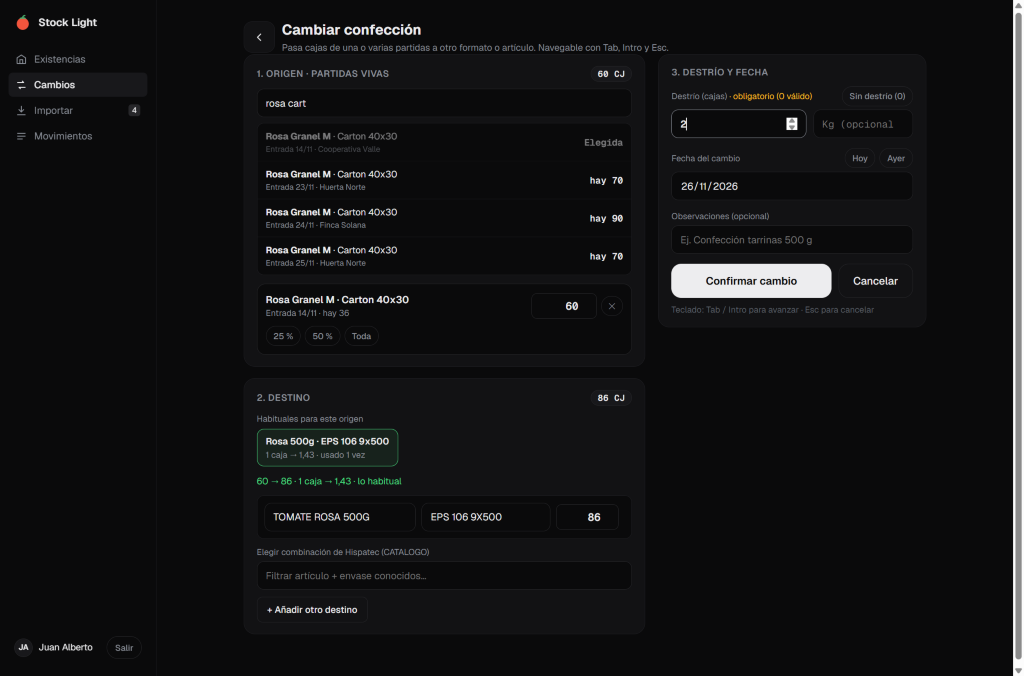 Stock Light
Existencias
Cambios
Importar 4
Movimientos
JA Juan Alberto Salir
Cambiar confección
Pasa cajas de una o varias partidas a otro formato o artículo. Navegable con Tab, Intro y Esc.
1. ORIGEN · PARTIDAS VIVAS 60 CJ
rosa cart
Rosa Granel M · Carton 40x30
Entrada 14/11 · Cooperativa Valle
Elegida
Rosa Granel M · Carton 40x30
Entrada 23/11 · Huerta Norte
hay 70
Rosa Granel M · Carton 40x30
Entrada 24/11 · Finca Solana
hay 90
Rosa Granel M · Carton 40x30
Entrada 25/11 · Huerta Norte
hay 70
Rosa Granel M · Carton 40x30
Entrada 14/11 · hay 36
60
25 % 50 % Toda
2. DESTINO 86 CJ
Habituales para este origen
Rosa 500g · EPS 106 9x500
1 caja → 1,43 · usado 1 vez
60 → 86 · 1 caja → 1,43 · lo habitual
TOMATE ROSA 500G EPS 106 9X500 86
Elegir combinación de Hispatec (CATALOGO)
Filtrar artículo + envase conocidos...
+ Añadir otro destino
3. DESTRÍO Y FECHA
Destrío (cajas) · obligatorio (0 válido) Sin destrío (0)
2 Kg (opcional
Fecha del cambio Hoy Ayer
26/11/2026
Observaciones (opcional)
Ej. Confección tarrinas 500 g
Confirmar cambio Cancelar
Teclado: Tab / Intro para avanzar · Esc para cancelar